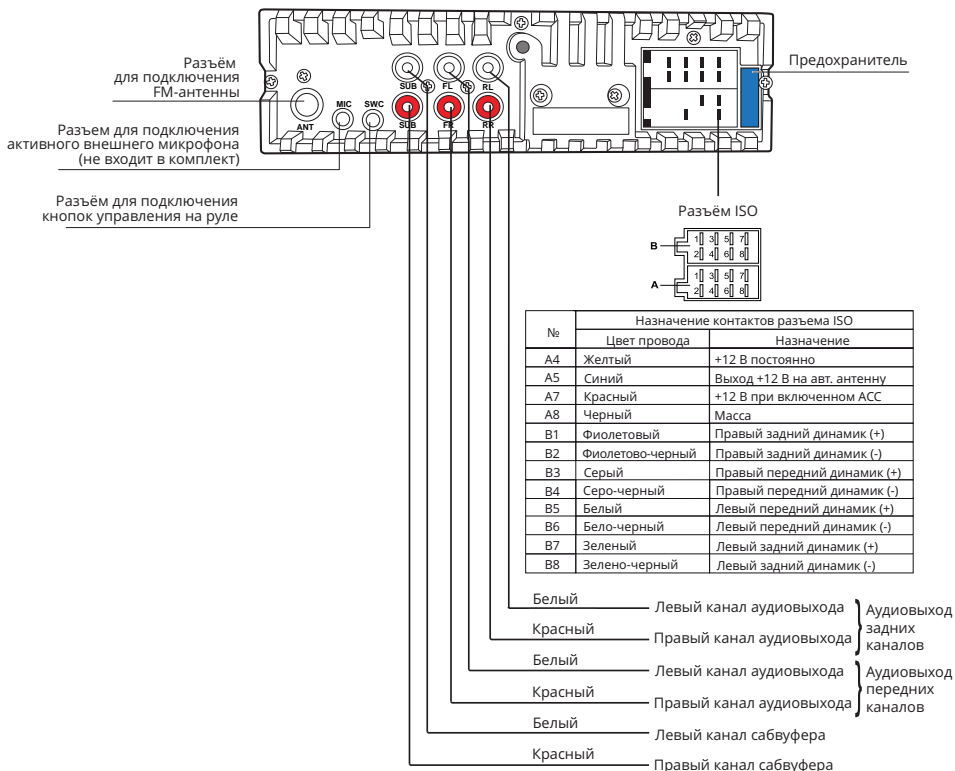 Разъём
для подключения
FM-антенны
Разъем для подключения
активного внешнего микрофона
(не входит в комплект)
Разъём для подключения
кнопок управления на руле
ANT
MIC
SWC
SUB
FL
RL
SUB
FR
RR
Предохранитель
Разъём ISO
B
1 3 5 7
2 4 6 8
A
1 3 5 7
2 4 6 8
№ Назначение контактов разъема ISO
Цвет провода Назначение
A4 Желтый +12 В постоянно
A5 Синий Выход +12 В на авт. антенну
A7 Красный +12 В при включенном ACC
A8 Черный Масса
B1 Фиолетовый Правый задний динамик (+)
B2 Фиолетово-черный Правый задний динамик (-)
B3 Серый Правый передний динамик (+)
B4 Серо-черный Правый передний динамик (-)
B5 Белый Левый передний динамик (+)
B6 Бело-черный Левый передний динамик (-)
B7 Зеленый Левый задний динамик (+)
B8 Зелено-черный Левый задний динамик (-)
Белый Левый канал аудиовыхода
Красный Правый канал аудиовыхода
Аудиовыход
задних
каналов
Белый Левый канал аудиовыхода
Красный Правый канал аудиовыхода
Аудиовыход
передних
каналов
Белый Левый канал сабвуфера
Красный Правый канал сабвуфера